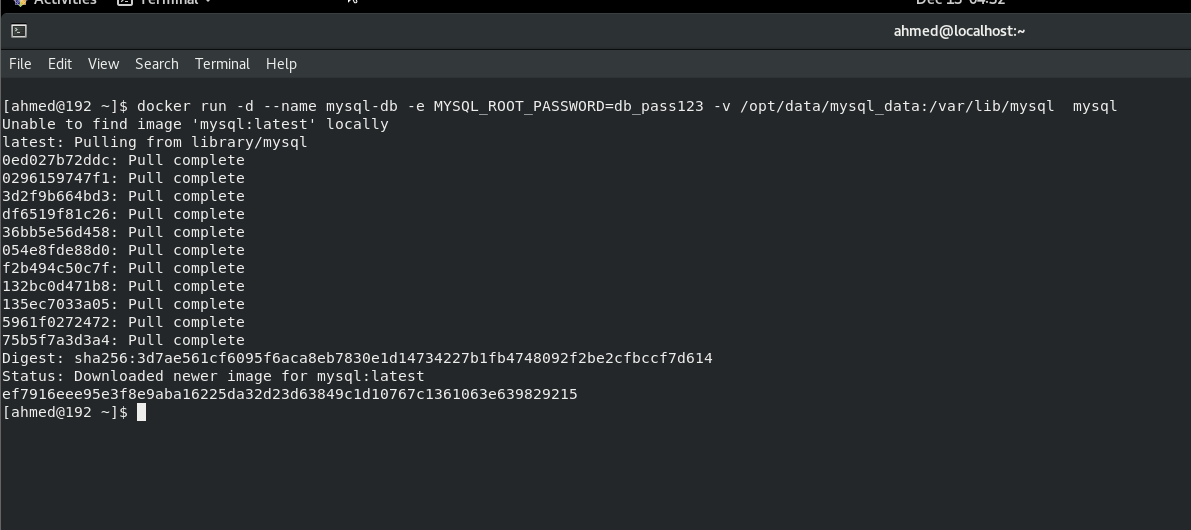 Activities Terminal
ahmed@localhost:~
File Edit View Search Terminal Help
[ahmed@192 ~]$ docker run -d --name mysql-db -e MYSQL_ROOT_PASSWORD=db_pass123 -v /opt/data/mysql_data:/var/lib/mysql  mysql
Unable to find image 'mysql:latest' locally
latest: Pulling from library/mysql
0ed027b72ddc: Pull complete
0296159747f1: Pull complete
3d2f9b664bd3: Pull complete
df6519f81c26: Pull complete
36bb5e56d458: Pull complete
054e8fde88d0: Pull complete
f2b494c50c7f: Pull complete
132bc0d471b8: Pull complete
135ec7033a05: Pull complete
5961f0272472: Pull complete
75b5f7a3d3a4: Pull complete
Digest: sha256:3d7ae561cf6095f6aca8eb7830e1d14734227b1fb4748092f2be2cfbccf7d614
Status: Downloaded newer image for mysql:latest
ef7916eee95e3f8e9aba16225da32d23d63849c1d10767c1361063e639829215
[ahmed@192 ~]$